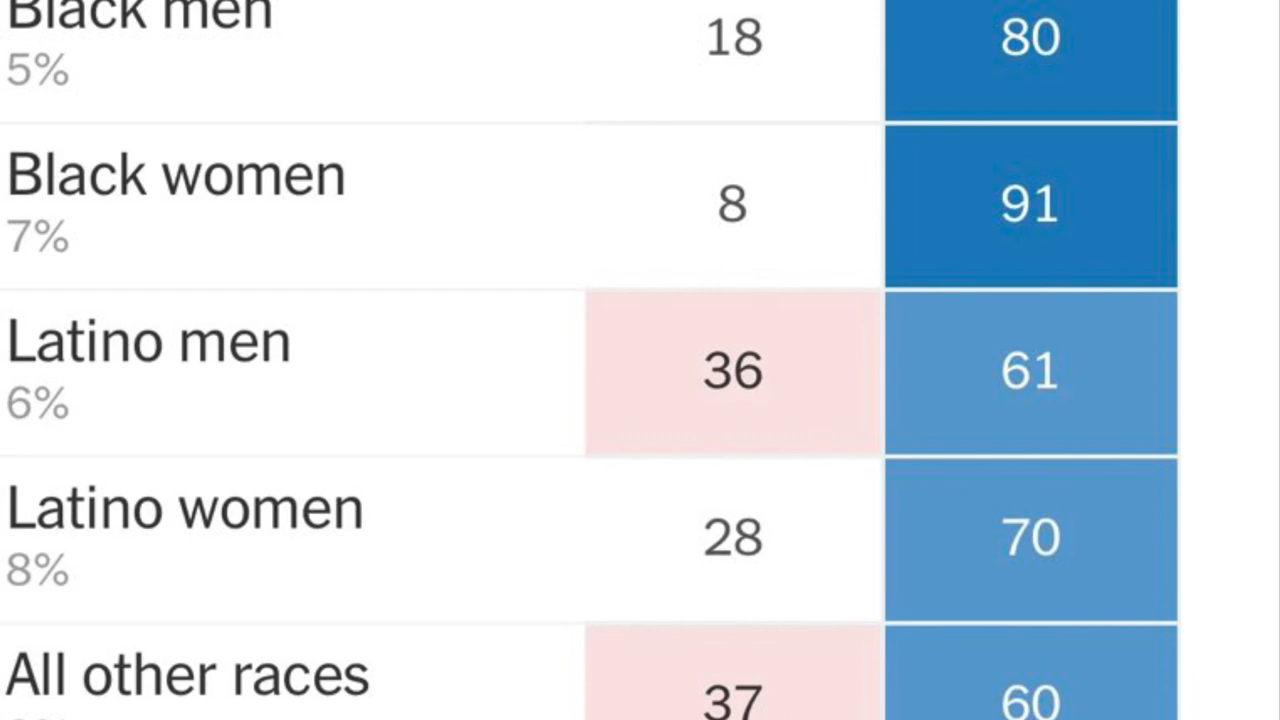 Black men 18 80
5%
Black women 8 91
7%
Latino men 36 61
6%
Latino women 28 70
8%
All other races 37 60